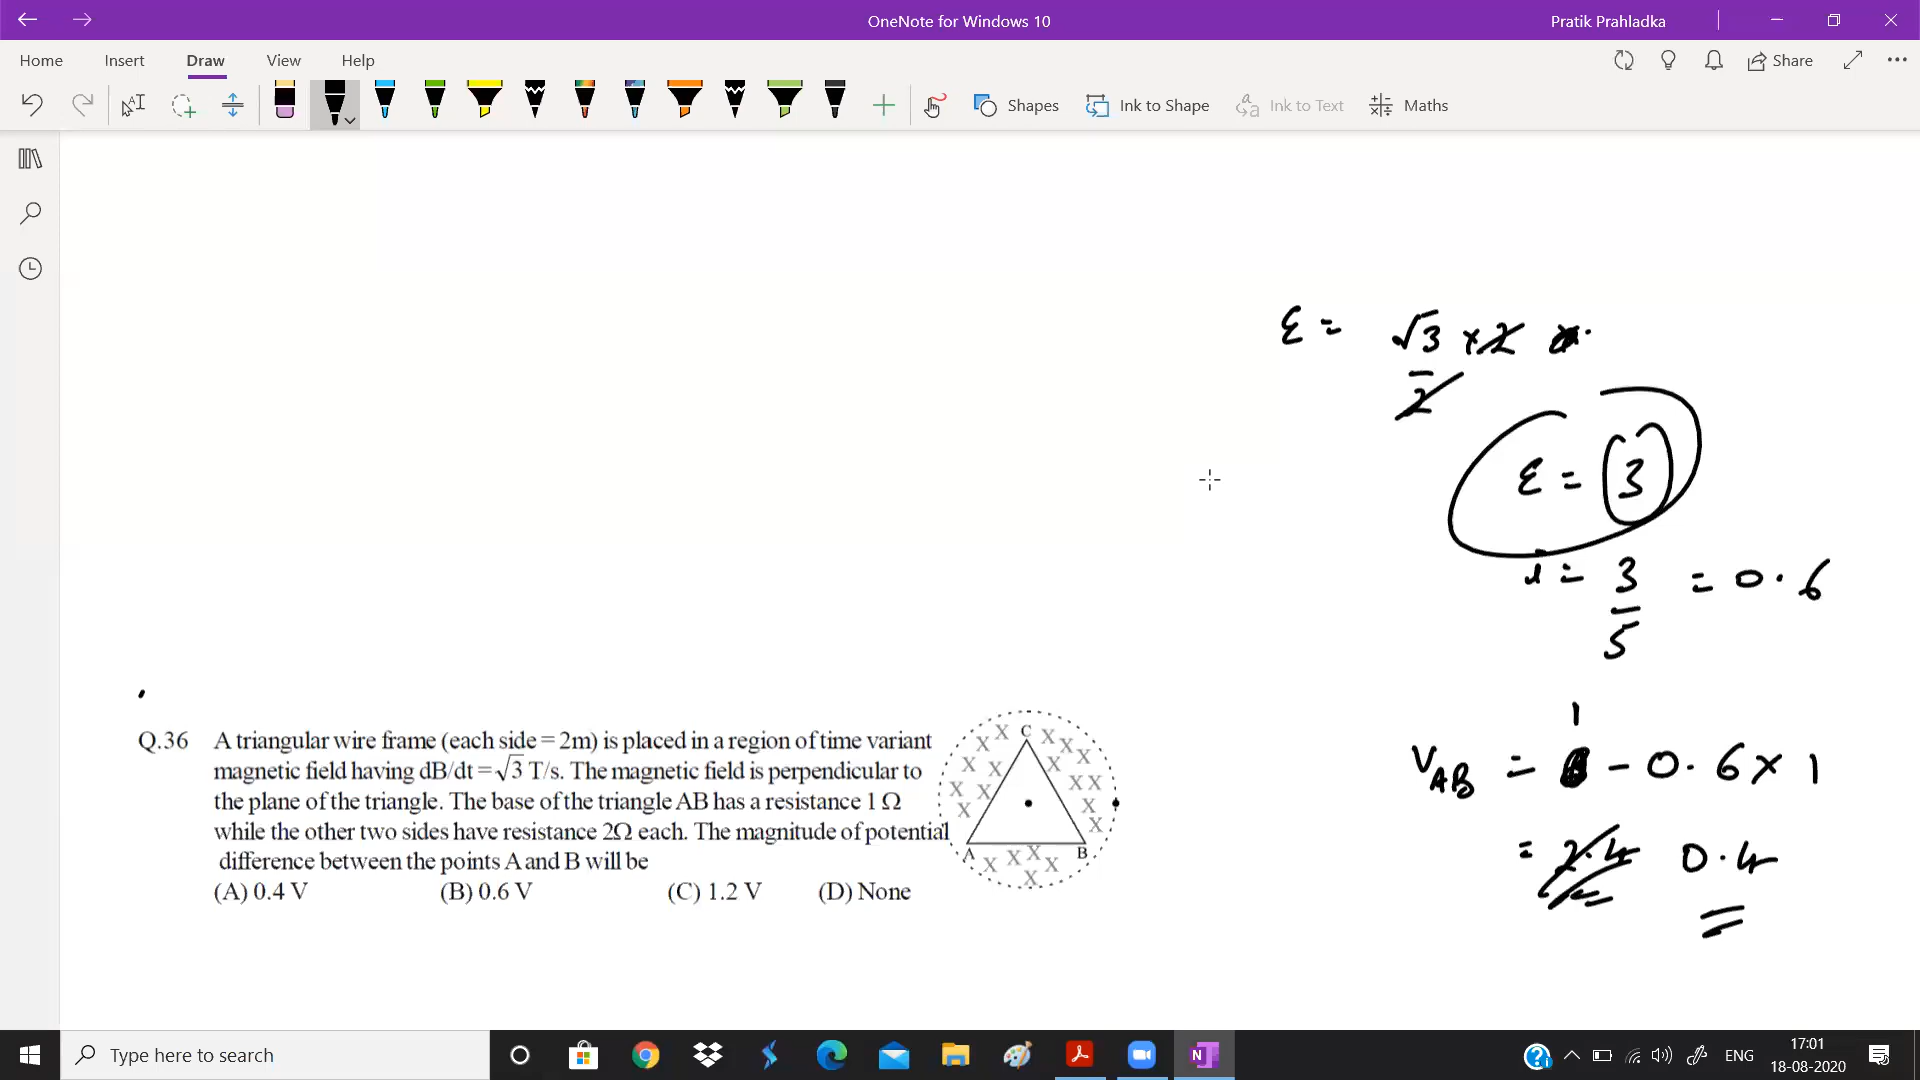 OneNote for Windows 10
Pratik Prahladka
Home Insert Draw View Help
Share
Shapes
Ink to Shape
Ink to Text
Maths
ε = √3/2 × 2
ε = 3
i = 3/5 = 0.6
V_AB = 1 - 0.6 × 1
= 2.4 0.4
Q.36 A triangular wire frame (each side = 2m) is placed in a region of time variant
magnetic field having dB/dt = √3 T/s. The magnetic field is perpendicular to
the plane of the triangle. The base of the triangle AB has a resistance 1 Ω
while the other two sides have resistance 2Ω each. The magnitude of potential
difference between the points A and B will be
(A) 0.4 V (B) 0.6 V (C) 1.2 V (D) None
C
X X X X X X X X X X X X X X X X
A B
X X X X X
Type here to search
ENG
17:01
18-08-2020